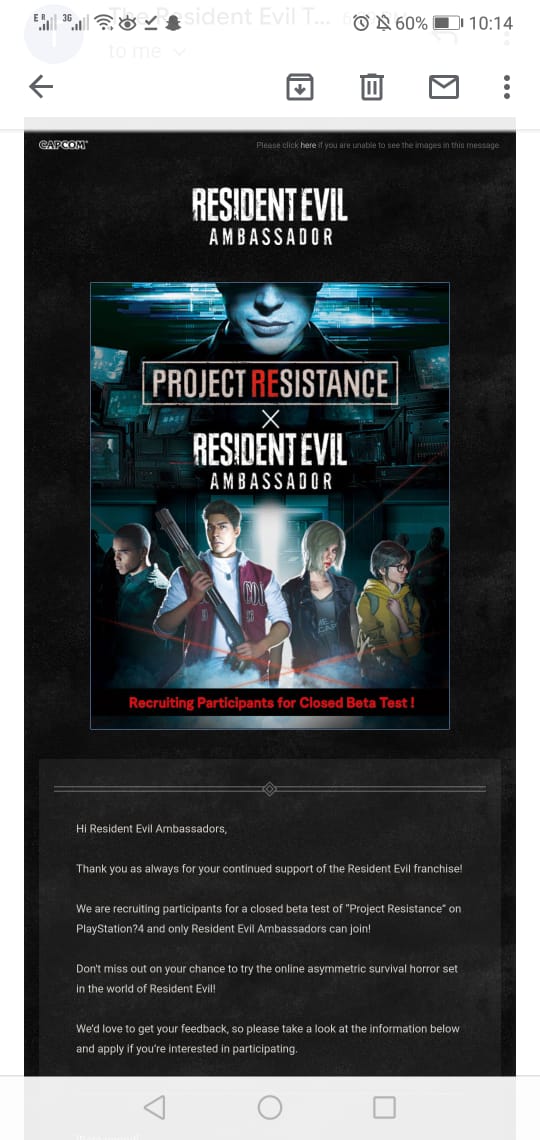 The Resident Evil T...
E R
3G
60%
10:14
to me
CAPCOM
Please click here if you are unable to see the images in this message
RESIDENT EVIL
AMBASSADOR
PROJECT RESISTANCE
X
RESIDENT EVIL
AMBASSADOR
Recruiting Participants for Closed Beta Test !
Hi Resident Evil Ambassadors,
Thank you as always for your continued support of the Resident Evil franchise!
We are recruiting participants for a closed beta test of "Project Resistance" on
PlayStation?4 and only Resident Evil Ambassadors can join!
Don't miss out on your chance to try the online asymmetric survival horror set
in the world of Resident Evil!
We'd love to get your feedback, so please take a look at the information below
and apply if you're interested in participating.